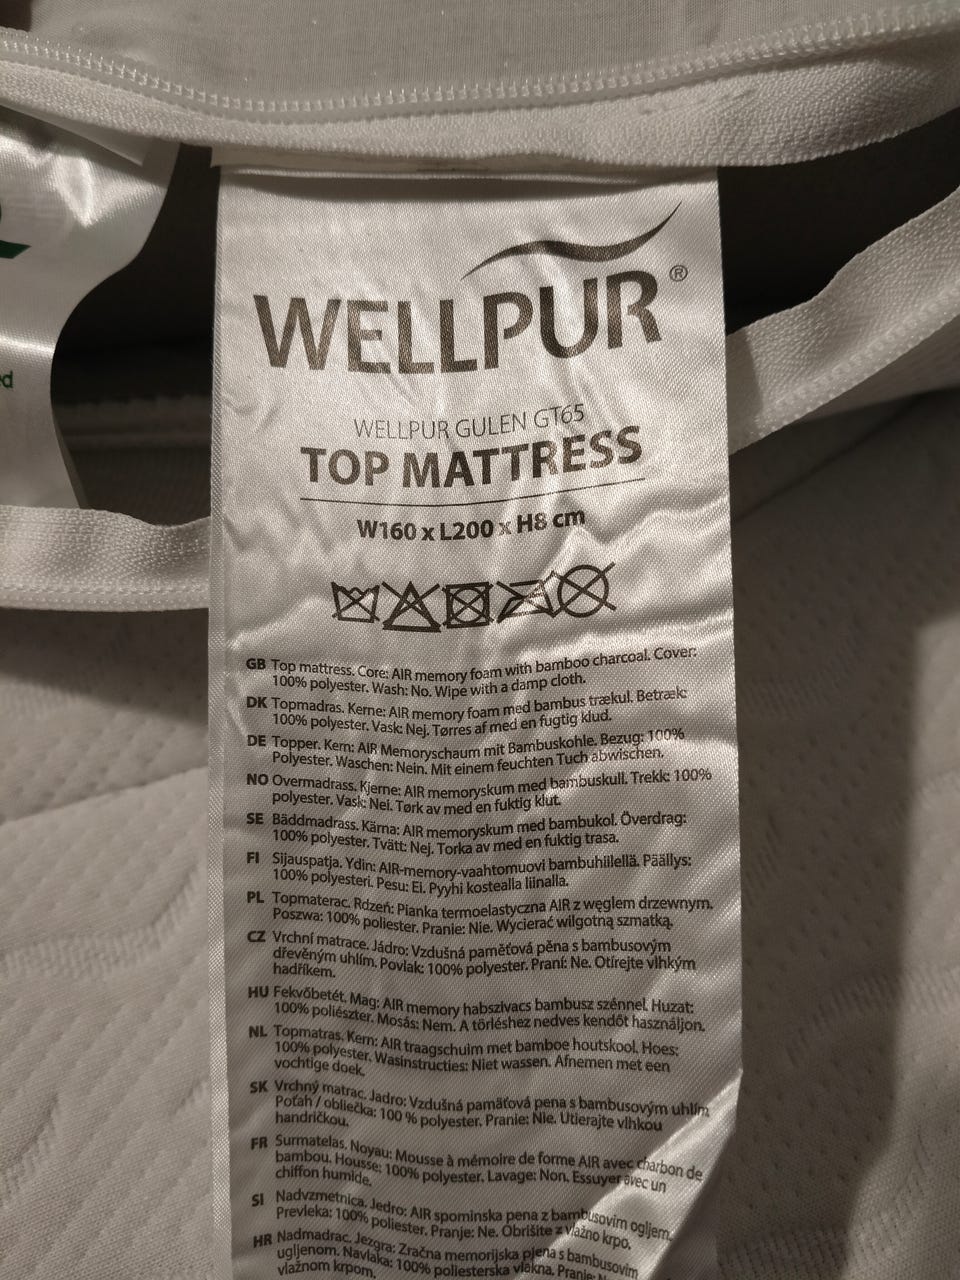 WELLPUR®
WELLPUR GULEN GT65
TOP MATTRESS
W160 x L200 x H8 cm
GB Top mattress. Core: AIR memory foam with bamboo charcoal. Cover:
100% polyester. Wash: No. Wipe with a damp cloth.
DK Topmadras. Kerne: AIR memory foam med bambus trækul. Betræk:
100% polyester. Vask: Nej. Tørres af med en fugtig klud.
DE Topper. Kern: AIR Memoryschaum mit Bambuskohle. Bezug: 100%
Polyester. Waschen: Nein. Mit einem feuchten Tuch abwischen.
NO Overmadrass. Kjerne: AIR memoryskum med bambuskull. Trekk: 100%
polyester. Vask: Nei. Tørk av med en fuktig klut.
SE Bäddmadrass. Kärna: AIR memoryskum med bambukol. Överdrag:
100% polyester. Tvätt: Nej. Torka av med en fuktig trasa.
FI Sijauspatja. Ydin: AIR-memory-vaahtomuovi bambuhiilellä. Päällys:
100% polyesteri. Pesu: Ei. Pyyhi kostealla liinalla.
PL Topmaterac. Rdzeń: Pianka termoelastyczna AIR z węglem drzewnym.
Poszwa: 100% poliester. Pranie: Nie. Wycierać wilgotną szmatką.
CZ Vrchní matrace. Jádro: Vzdušná paměťová pěna s bambusovým
dřevěným uhlím. Povlak: 100% polyester. Praní: Ne. Otírejte vlhkým
hadříkem.
HU Fekvőbetét. Mag: AIR memory habszivacs bambusz szénnel. Huzat:
100% poliészter. Mosás: Nem. A törléshez nedves kendőt használjon.
NL Topmatras. Kern: AIR traagschuim met bamboe houtskool. Hoes:
100% polyester. Wasinstructies: Niet wassen. Afnemen met een
vochtige doek.
SK Vrchný matrac. Jadro: Vzdušná pamäťová pena s bambusovým uhlím
Poťah / obliečka: 100 % polyester. Pranie: Nie. Utierajte vlhkou
handričkou.
FR Surmatelas. Noyau: Mousse à mémoire de forme AIR avec charbon de
bambou. Housse: 100% polyester. Lavage: Non. Essuyer avec un
chiffon humide.
SI Nadvzmetnica. Jedro: AIR spominska pena z bambusovim ogljem.
Prevleka: 100% poliester. Pranje: Ne. Obrišite z vlažno krpo.
HR Nadmadrac. Jezgra: Zračna memorijska pjena s bambusovim
ugljenom. Navlaka: 100% poliesterska vlakna. Pranje:
vlažnom krpom.